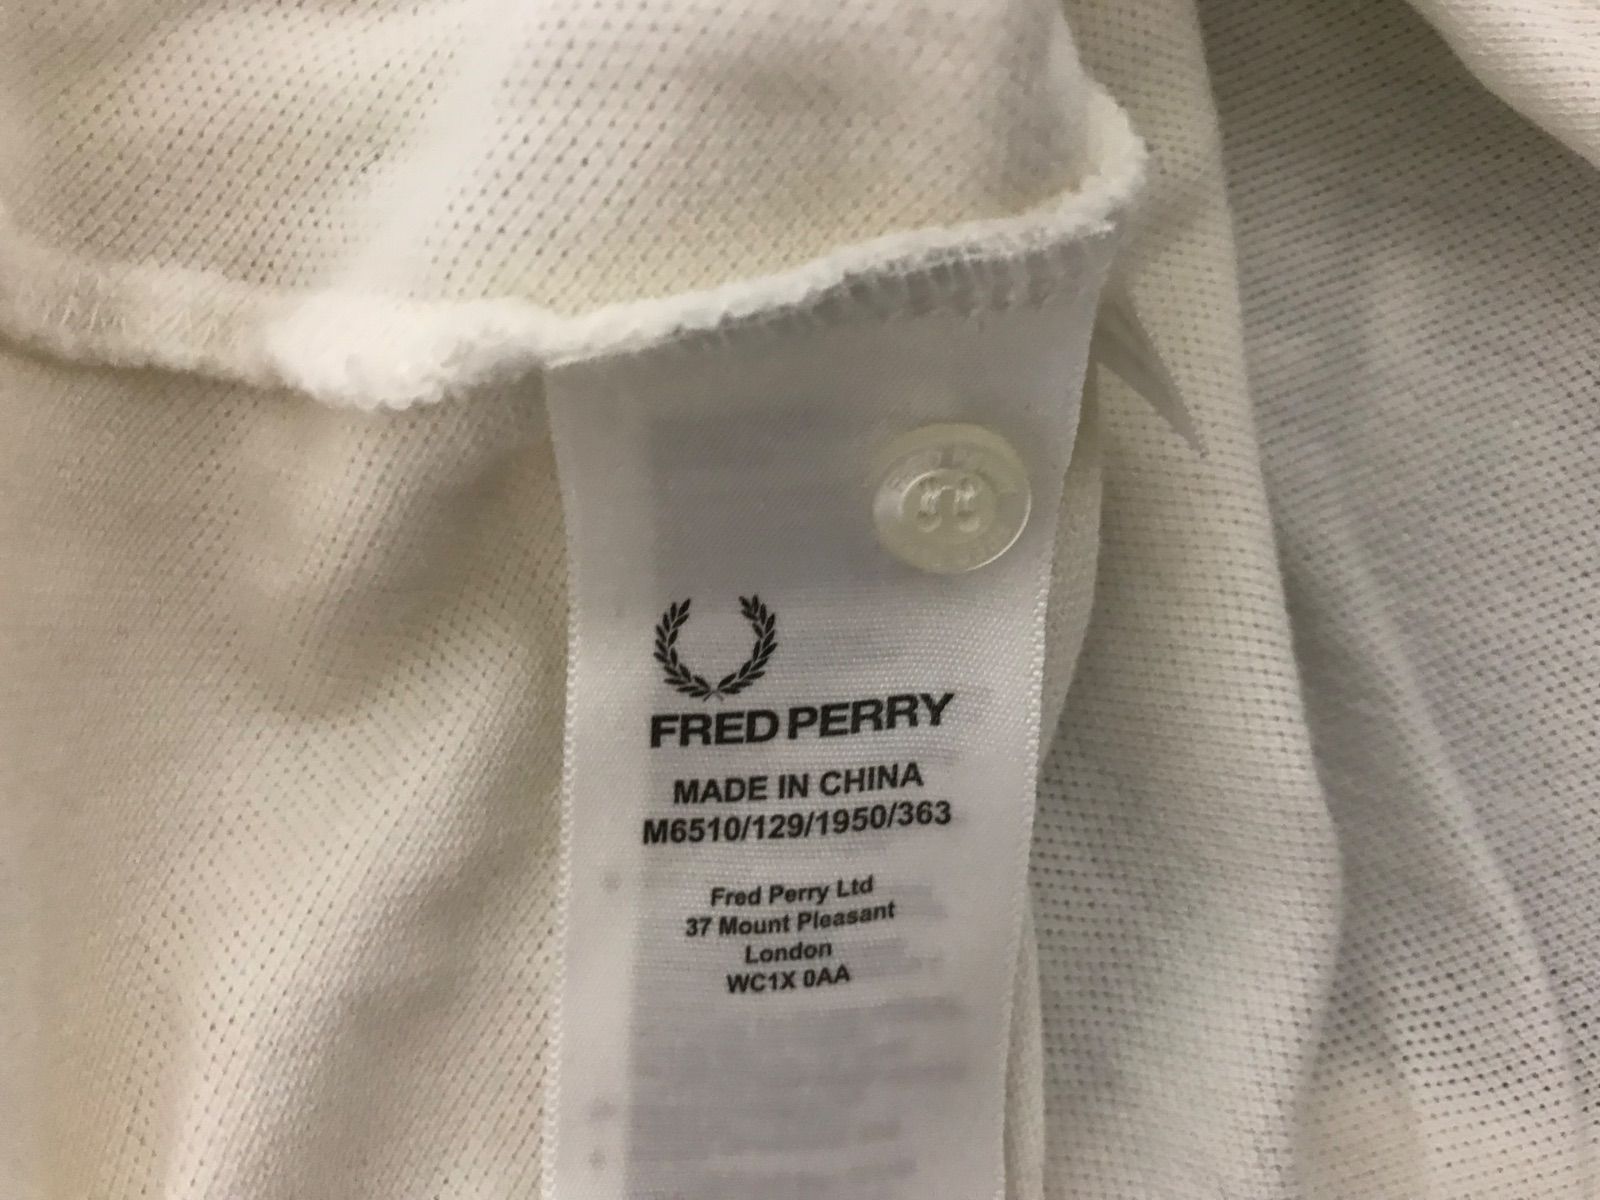 FRED PERRY
MADE IN CHINA
M6510/129/1950/363
Fred Perry Ltd
37 Mount Pleasant
London
WC1X 0AA